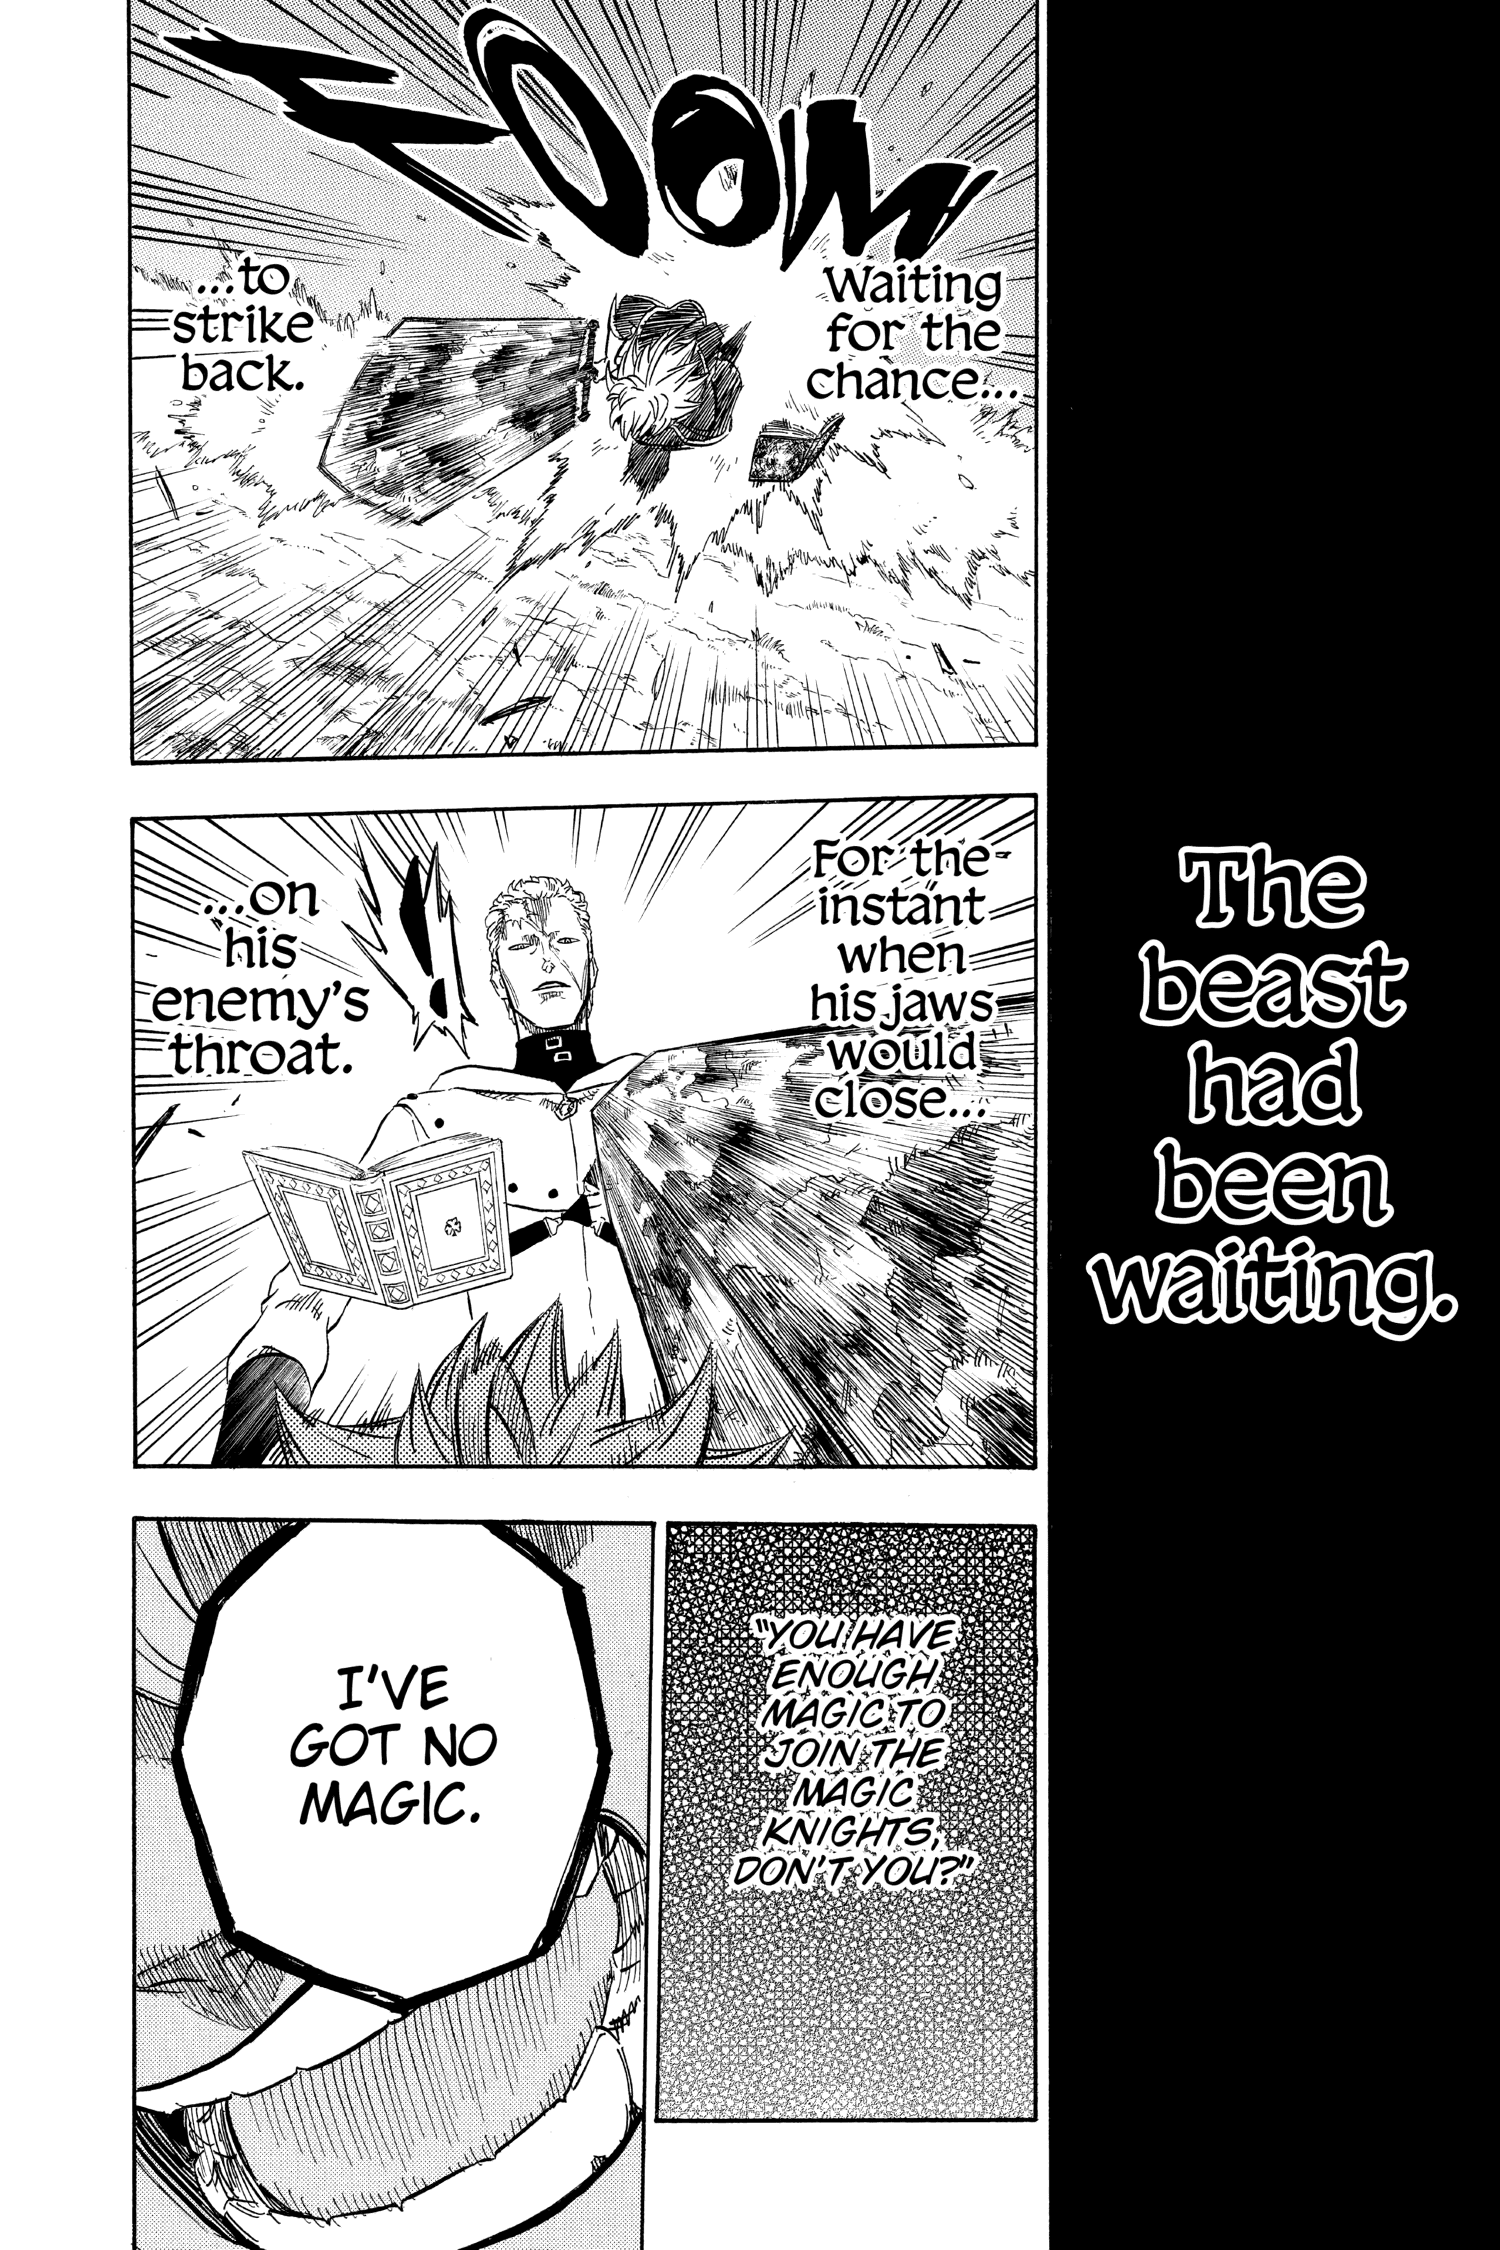 The
beast
had
been
waiting.
FOOM
Waiting
for the
chance...
...to
strike
back.
For the
instant
when
his jaws
would
close...
!
...on
his
enemy's
throat.
"YOU HAVE
ENOUGH
MAGIC TO
JOIN THE
MAGIC
KNIGHTS,
DON'T YOU?"
I'VE
GOT NO
MAGIC.